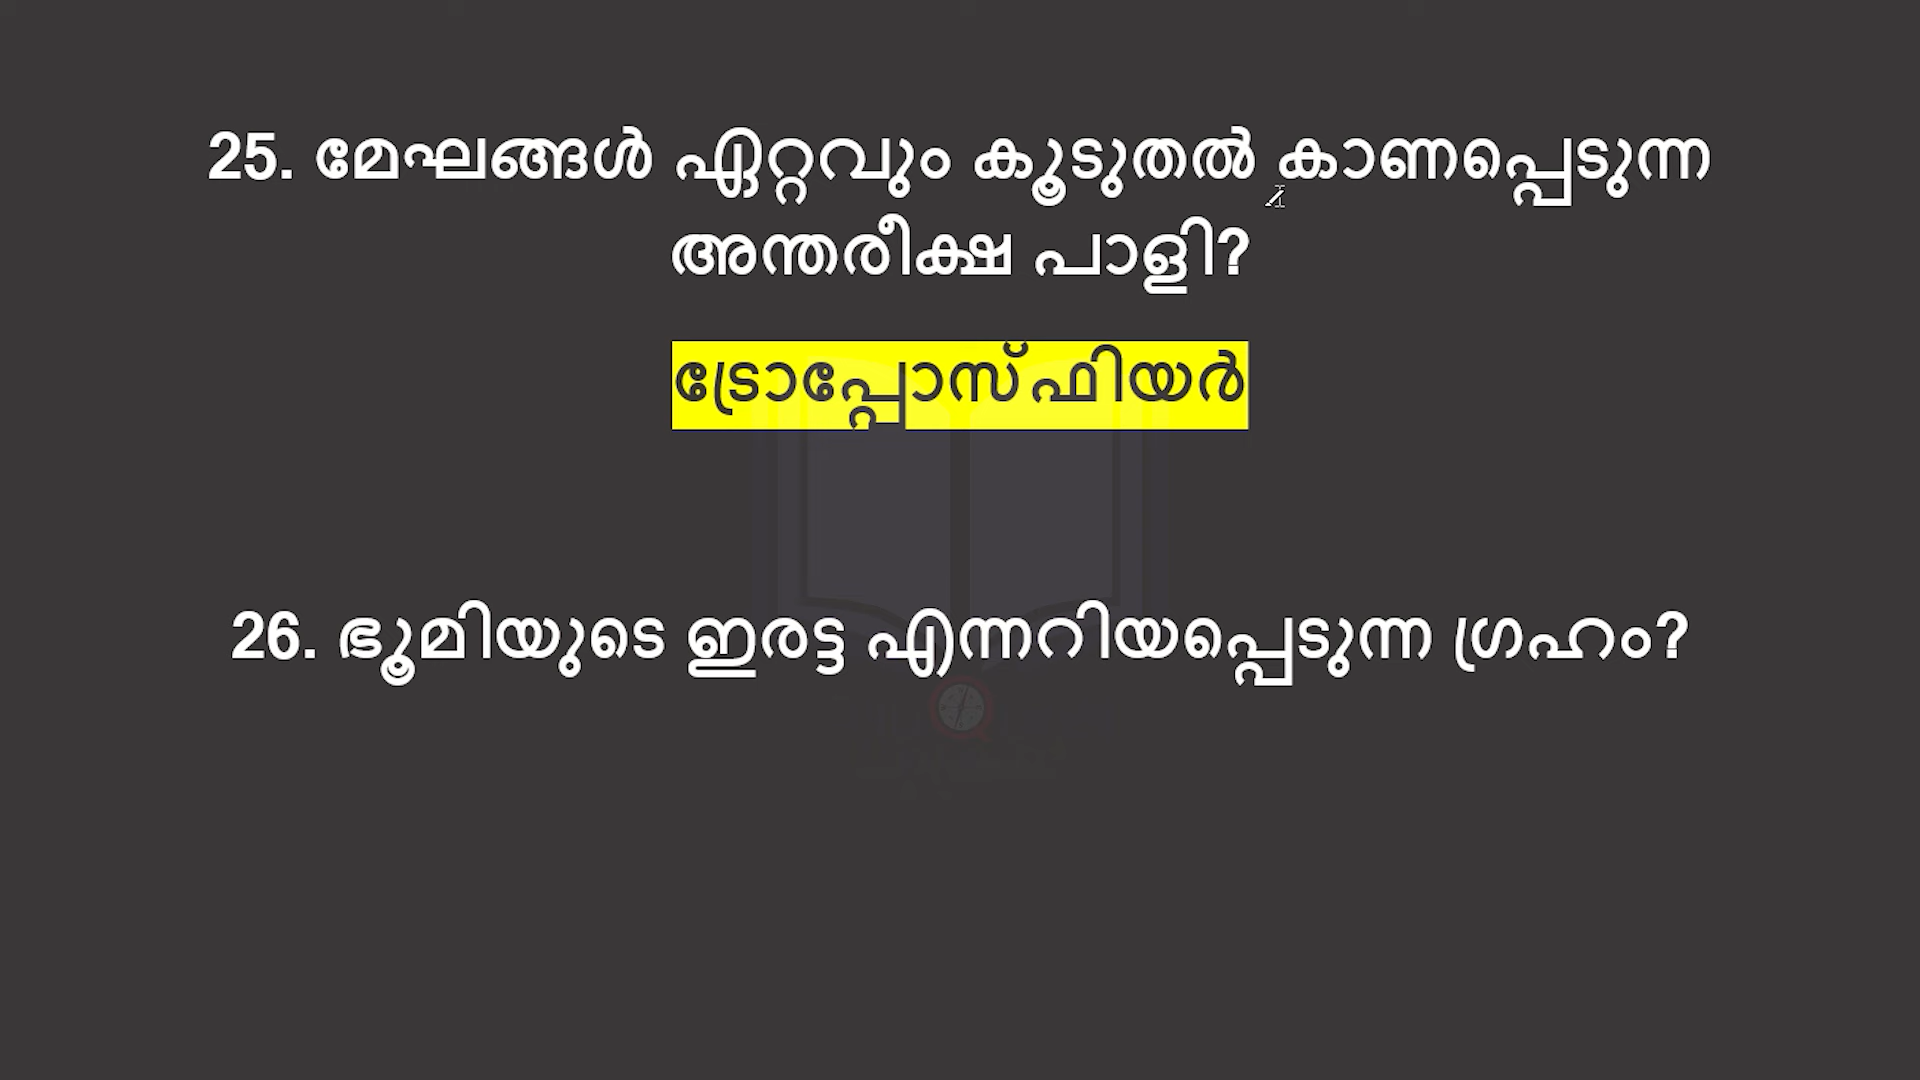 25. മേഘങ്ങൾ ഏറ്റവും കൂടുതൽ കാണപ്പെടുന്ന
അന്തരീക്ഷ പാളി?
ട്രോപ്പോസ്ഫിയർ
26. ഭൂമിയുടെ ഇരട്ട എന്നറിയപ്പെടുന്ന ഗ്രഹം?